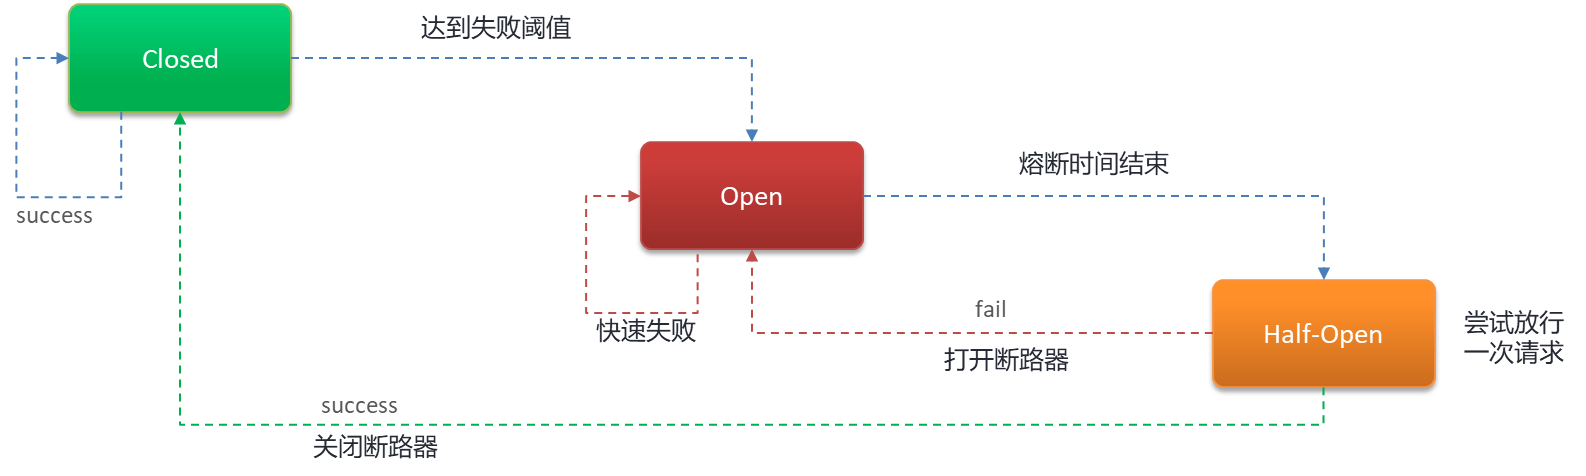 达到失败阈值
Closed
success
熔断时间结束
Open
快速失败
fail
打开断路器
Half-Open
尝试放行
一次请求
success
关闭断路器